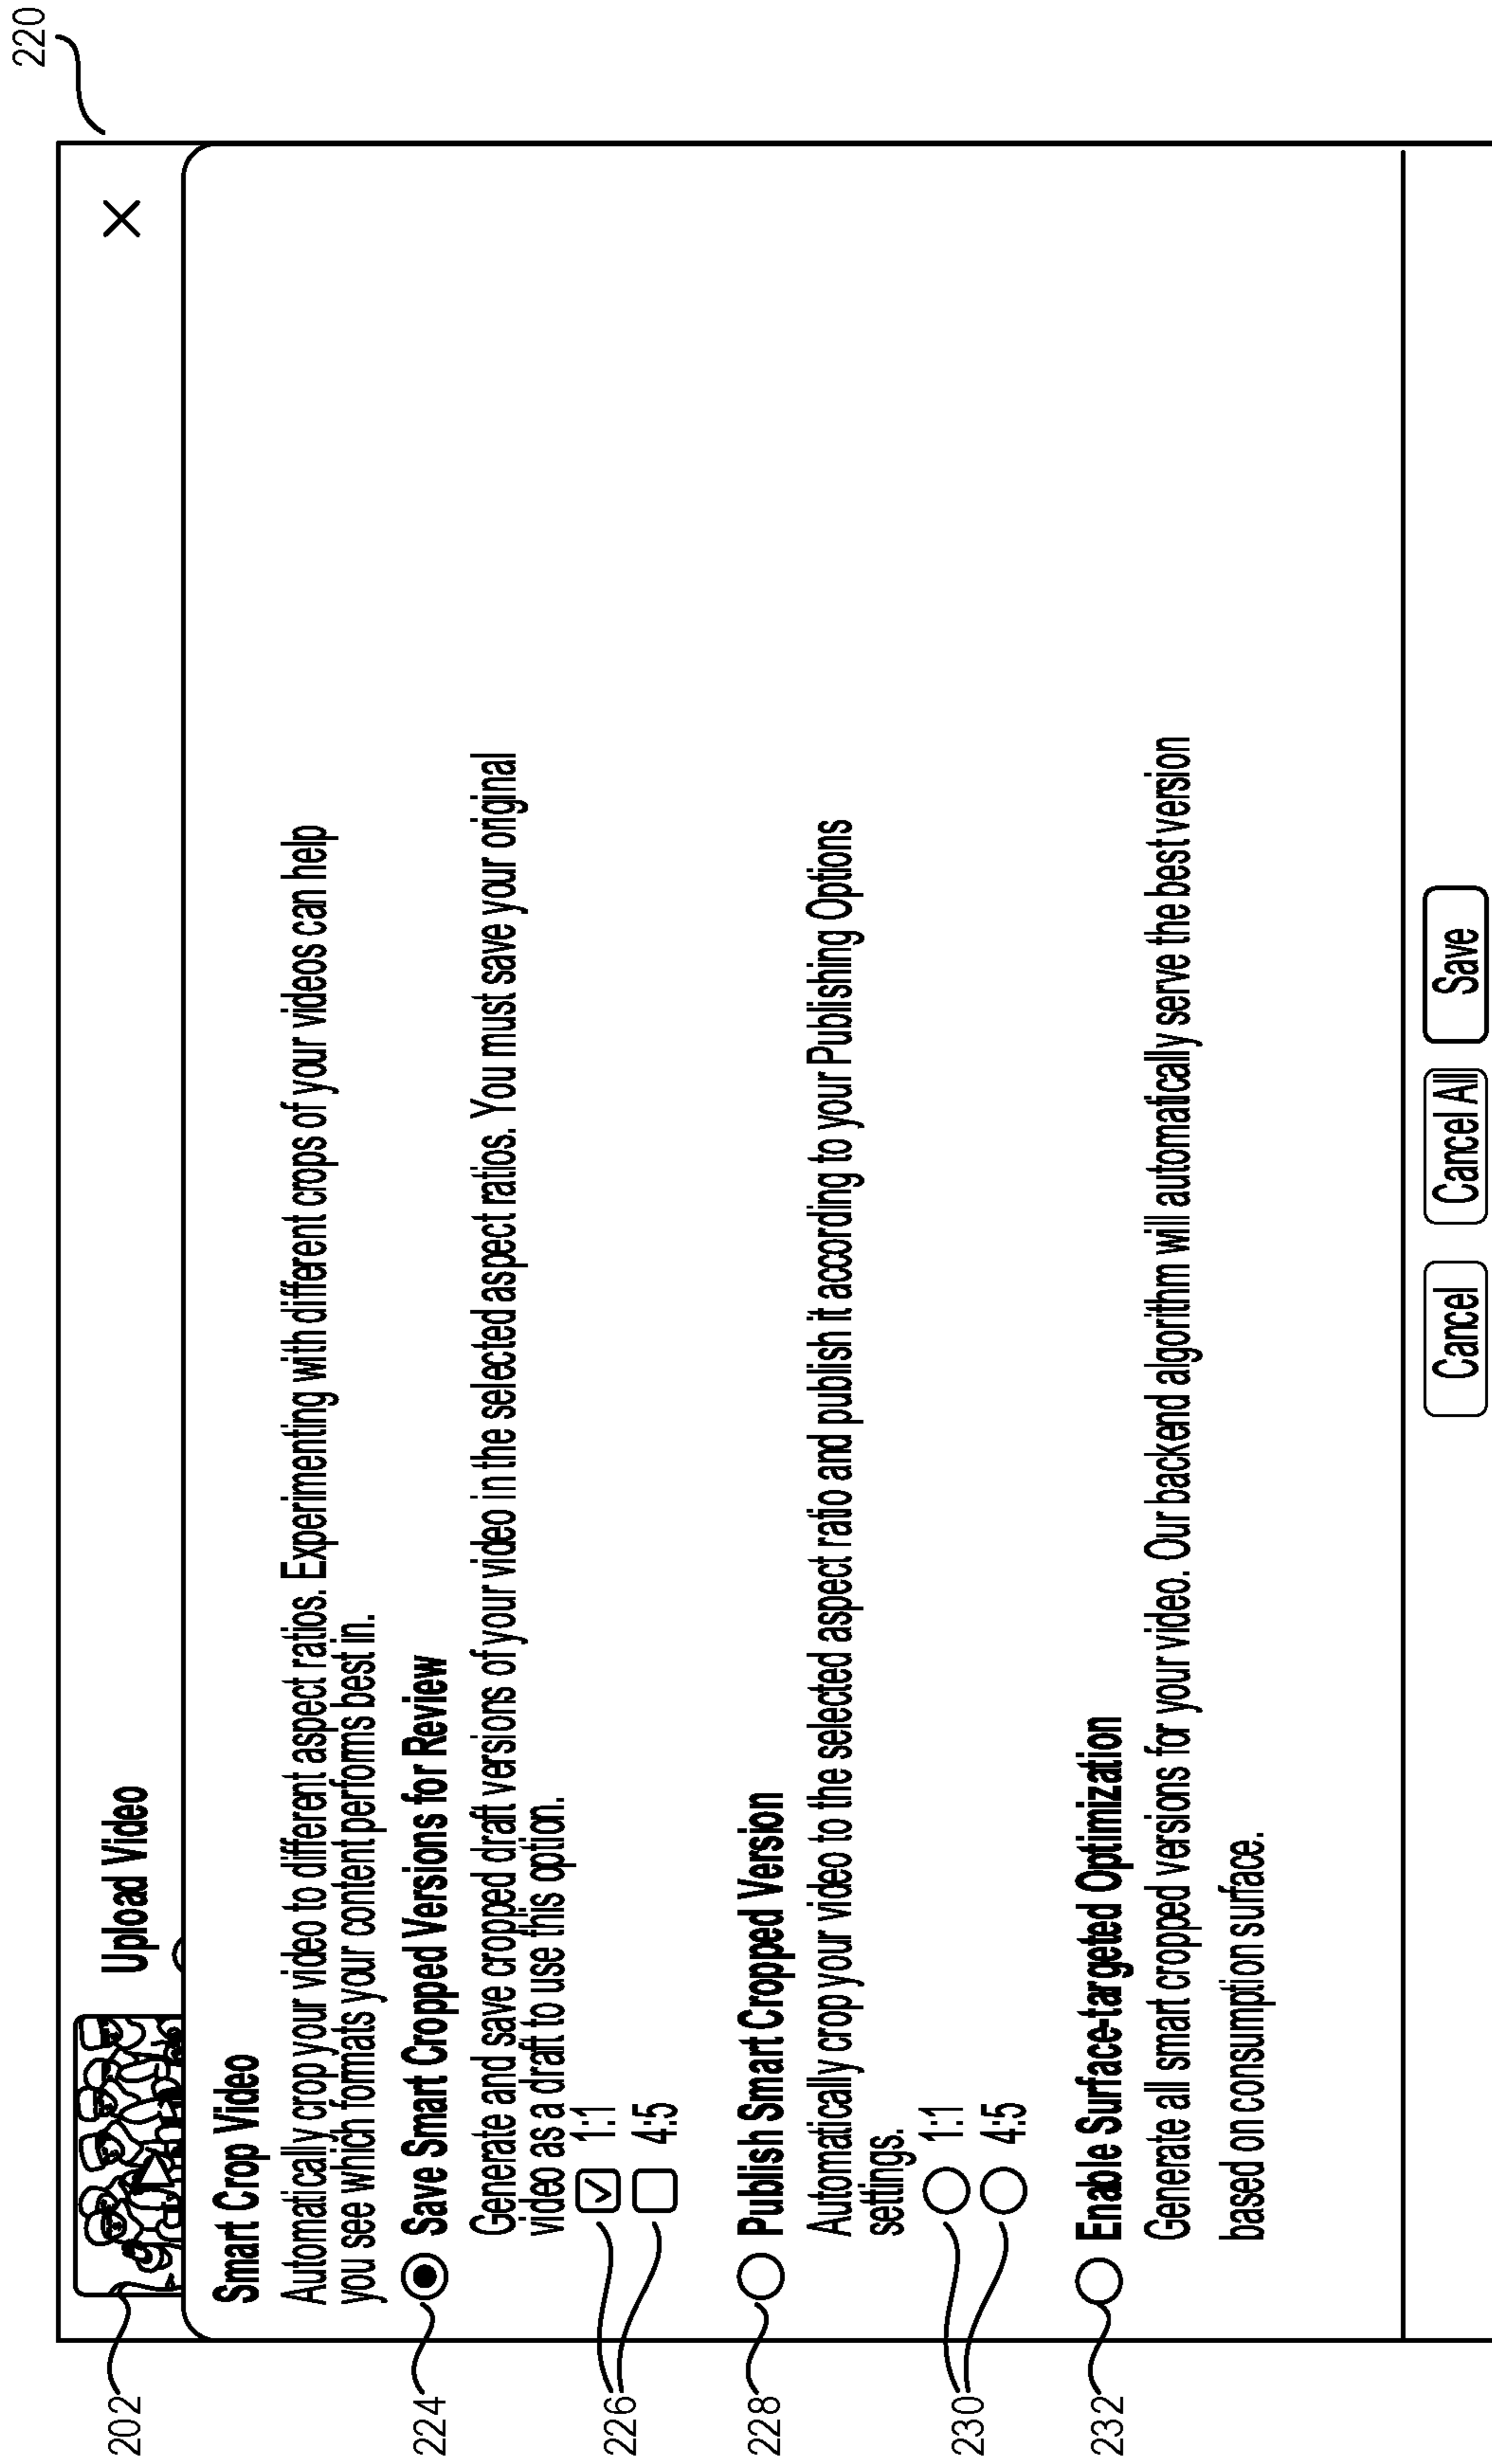 220
Upload Video
202
Smart Crop Video
Automatically crop your video to different aspect ratios. Experimenting with different crops of your videos can help
you see which formats your content performs best in.
224
Save Smart Cropped Versions for Review
Generate and save cropped draft versions of your video in the selected aspect ratios. You must save your original
video as a draft to use this option.
226
1:1
4:5
228
Publish Smart Cropped Version
Automatically crop your video to the selected aspect ratio and publish it according to your Publishing Options
settings.
230
1:1
4:5
232
Enable Surface-targeted Optimization
Generate all smart cropped versions for your video. Our backend algorithm will automatically serve the best version
based on consumption surface.
Cancel
Cancel All
Save